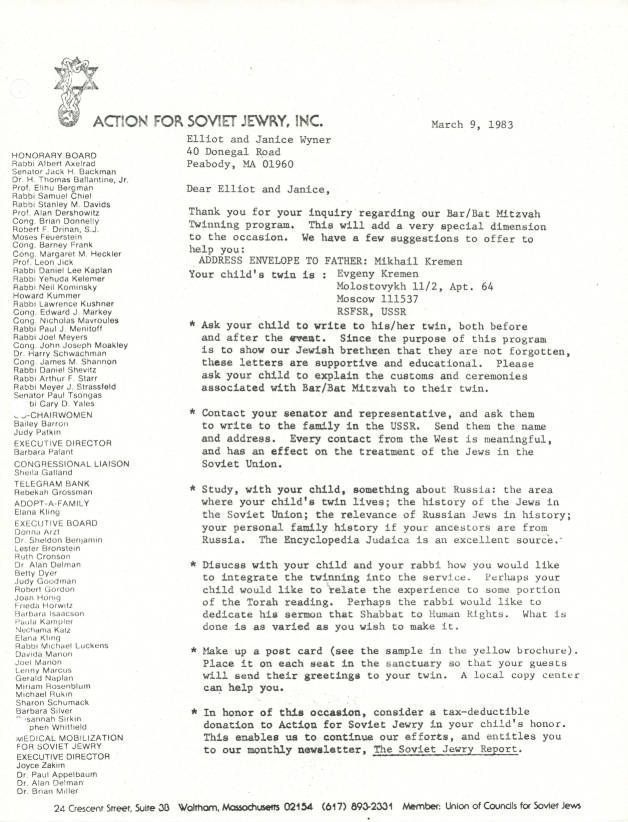 ACTION FOR SOVIET JEWRY, INC.
March 9, 1983
Elliot and Janice Wyner
40 Donegal Road
Peabody, MA 01960
Dear Elliot and Janice,
Thank you for your inquiry regarding our Bar/Bat Mitzvah
Twinning program. This will add a very special dimension
to the occasion. We have a few suggestions to offer to
help you:
ADDRESS ENVELOPE TO FATHER: Mikhail Kremen
Your child's twin is : Evgeny Kremen
Molostovykh 11/2, Apt. 64
Moscow 111537
RSFSR, USSR
* Ask your child to write to his/her twin, both before
and after the event. Since the purpose of this program
is to show our Jewish brethren that they are not forgotten,
these letters are supportive and educational. Please
ask your child to explain the customs and ceremonies
associated with Bar/Bat Mitzvah to their twin.
* Contact your senator and representative, and ask them
to write to the family in the USSR. Send them the name
and address. Every contact from the West is meaningful,
and has an effect on the treatment of the Jews in the
Soviet Union.
* Study, with your child, something about Russia: the area
where your child's twin lives; the history of the Jews in
the Soviet Union; the relevance of Russian Jews in history;
your personal family history if your ancestors are from
Russia. The Encyclopedia Judaica is an excellent source.
* Disucss with your child and your rabbi how you would like
to integrate the twinning into the service. Perhaps your
child would like to relate the experience to some portion
of the Torah reading. Perhaps the rabbi would like to
dedicate his sermon that Shabbat to Human Rights. What is
done is as varied as you wish to make it.
* Make up a post card (see the sample in the yellow brochure).
Place it on each seat in the sanctuary so that your guests
will send their greetings to your twin. A local copy center
can help you.
* In honor of this occasion, consider a tax-deductible
donation to Action for Soviet Jewry in your child's honor.
This enables us to continue our efforts, and entitles you
to our monthly newsletter, The Soviet Jewry Report.
HONORARY BOARD
Rabbi Albert Axelrad
Senator Jack H. Backman
Dr. H. Thomas Ballantine, Jr.
Prof. Elihu Bergman
Rabbi Samuel Chiel
Rabbi Stanley M. Davids
Prof. Alan Dershowitz
Cong. Brian Donnelly
Robert F. Drinan, S.J.
Moses Feuerstein
Cong. Barney Frank
Cong. Margaret M. Heckler
Prof. Leon Jick
Rabbi Daniel Lee Kaplan
Rabbi Yehuda Kelemer
Rabbi Neil Kominsky
Howard Kummer
Rabbi Lawrence Kushner
Cong. Edward J. Markey
Cong. Nicholas Mavroules
Rabbi Paul J. Menitoff
Rabbi Joel Meyers
Cong. John Joseph Moakley
Dr. Harry Schwachman
Cong. James M. Shannon
Rabbi Daniel Shevitz
Rabbi Arthur F. Starr
Rabbi Meyer J. Strassfeld
Senator Paul Tsongas
bi Cary D. Yales
-CHAIRWOMEN
Bailey Barron
Judy Patkin
EXECUTIVE DIRECTOR
Barbara Palant
CONGRESSIONAL LIAISON
Sheila Galland
TELEGRAM BANK
Rebekah Grossman
ADOPT-A-FAMILY
Elana Kling
EXECUTIVE BOARD
Donna Arzt
Dr. Sheldon Benjamin
Lester Bronstein
Ruth Cronson
Dr. Alan Delman
Betty Dyer
Judy Goodman
Robert Gordon
Joan Honig
Frieda Horwitz
Barbara Isaacson
Paula Kampler
Nechama Katz
Elana Kling
Rabbi Michael Luckens
Davida Manon
Joel Manon
Lenny Marcus
Gerald Naplan
Miriam Rosenblum
Michael Rukin
Sharon Schumack
Barbara Silver
sannah Sirkin
phen Whitfield
MEDICAL MOBILIZATION
FOR SOVIET JEWRY
EXECUTIVE DIRECTOR
Joyce Zakim
Dr. Paul Appelbaum
Dr. Alan Delman
Dr. Brian Miller
24 Crescent Street, Suite 3B Waltham, Massachusetts 02154 (617) 893-2331 Member: Union of Councils for Soviet Jews